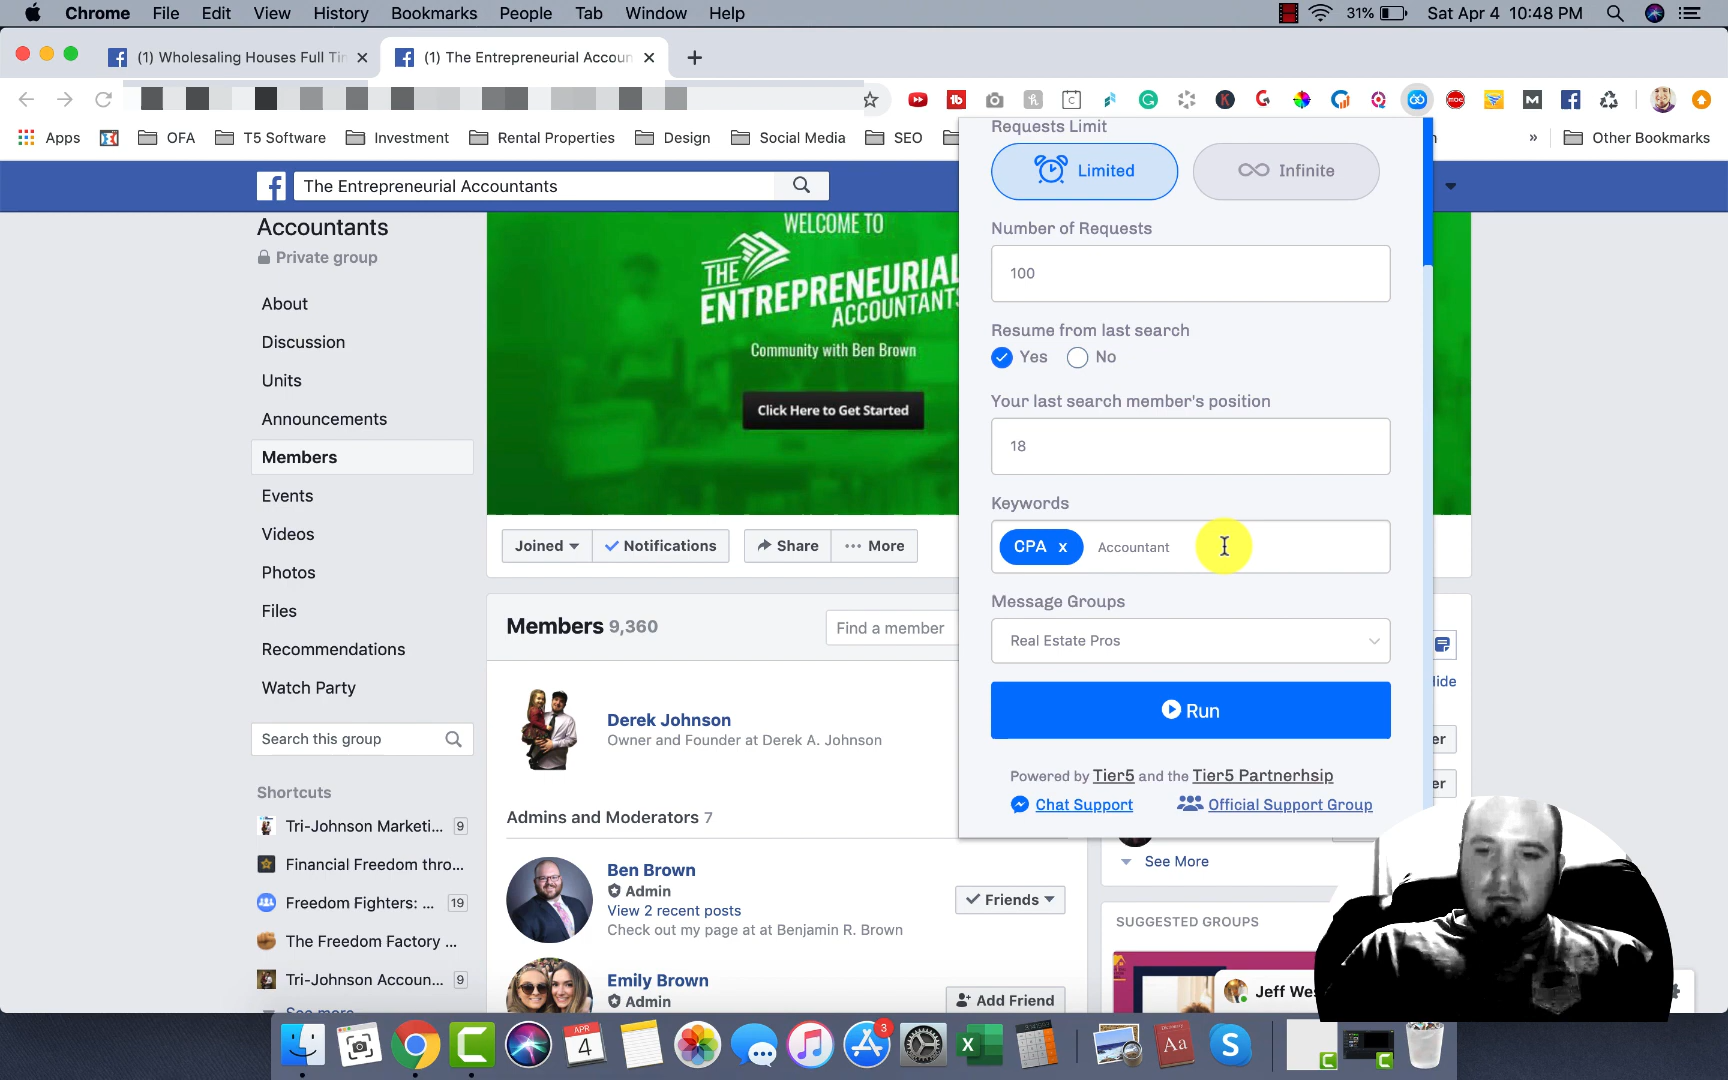 Chrome File Edit View History Bookmarks People Tab Window Help 31% Sat Apr 4 10:48 PM
(1) Wholesaling Houses Full Tim (1) The Entrepreneurial Accoun
Apps OFA T5 Software Investment Rental Properties Design Social Media SEO » Other Bookmarks
The Entrepreneurial Accountants
Accountants
Private group
About
Discussion
Units
Announcements
Members
Events
Videos
Photos
Files
Recommendations
Watch Party
Search this group
Shortcuts
Tri-Johnson Marketi... 9
Financial Freedom thro...
Freedom Fighters: ... 19
The Freedom Factory ...
Tri-Johnson Accoun... 9
See more
WELCOME TO
THE
ENTREPRENEURIAL
ACCOUNTANTS
Community with Ben Brown
Click Here to Get Started
Joined Notifications Share More
Members 9,360
Find a member
Derek Johnson
Owner and Founder at Derek A. Johnson
Admins and Moderators 7
Ben Brown
Admin
View 2 recent posts
Check out my page at at Benjamin R. Brown
Friends
Emily Brown
Admin
Add Friend
Requests Limit
Limited Infinite
Number of Requests
100
Resume from last search
Yes No
Your last search member's position
18
Keywords
CPA x Accountant
Message Groups
Real Estate Pros
Run
Powered by Tier5 and the Tier5 Partnerhsip
Chat Support Official Support Group
See More
SUGGESTED GROUPS
Jeff Wes
APR
4
3